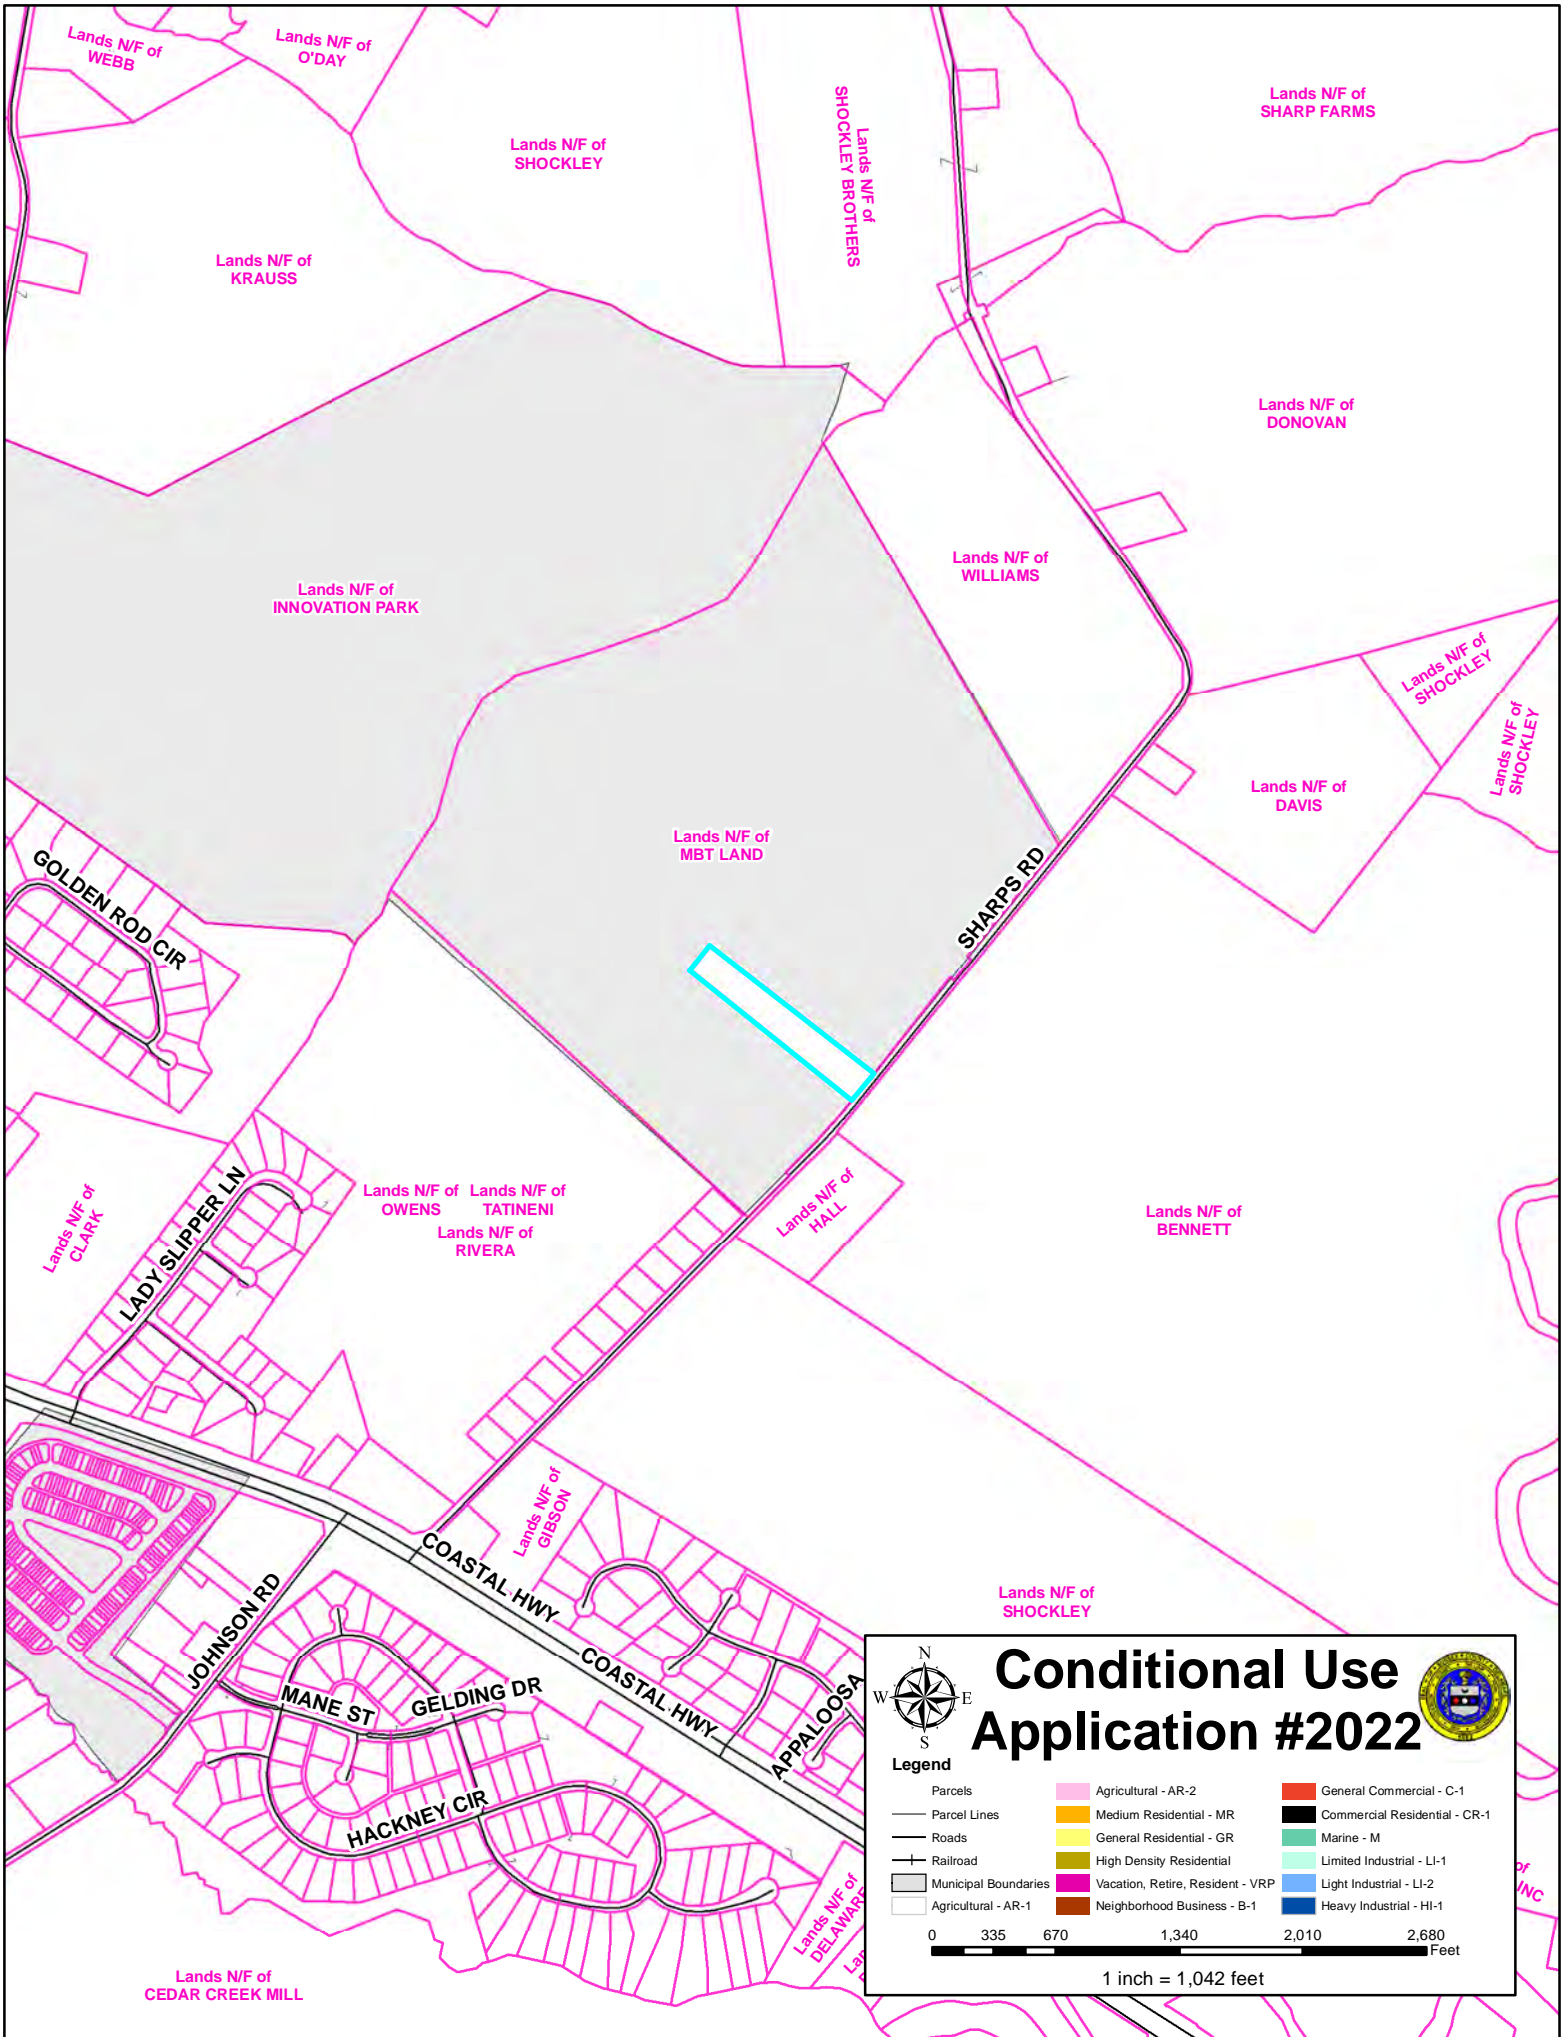 Lands N/F of
WEBB
Lands N/F of
O'DAY
Lands N/F of
SHOCKLEY
Lands N/F of
SHOCKLEY BROTHERS
Lands N/F of
SHARP FARMS
Lands N/F of
KRAUSS
Lands N/F of
DONOVAN
Lands N/F of
WILLIAMS
Lands N/F of
INNOVATION PARK
Lands N/F of
SHOCKLEY
Lands N/F of
SHOCKLEY
Lands N/F of
DAVIS
Lands N/F of
MBT LAND
SHARPS RD
GOLDEN ROD CIR
Lands N/F of
CLARK
LADY SLIPPER LN
Lands N/F of
OWENS
Lands N/F of
TATINENI
Lands N/F of
RIVERA
Lands N/F of
HALL
Lands N/F of
BENNETT
Lands N/F of
GIBSON
COASTAL HWY
JOHNSON RD
COASTAL HWY
Lands N/F of
SHOCKLEY
MANE ST
GELDING DR
APPALOOSA
HACKNEY CIR
Lands N/F of
DELAWARE
Lan
of
INC
Lands N/F of
CEDAR CREEK MILL
N
W
E
S
Conditional Use
Application #2022
Legend
Parcels
Parcel Lines
Roads
Railroad
Municipal Boundaries
Agricultural - AR-1
Agricultural - AR-2
Medium Residential - MR
General Residential - GR
High Density Residential
Vacation, Retire, Resident - VRP
Neighborhood Business - B-1
General Commercial - C-1
Commercial Residential - CR-1
Marine - M
Limited Industrial - LI-1
Light Industrial - LI-2
Heavy Industrial - HI-1
0 335 670 1,340 2,010 2,680
Feet
1 inch = 1,042 feet